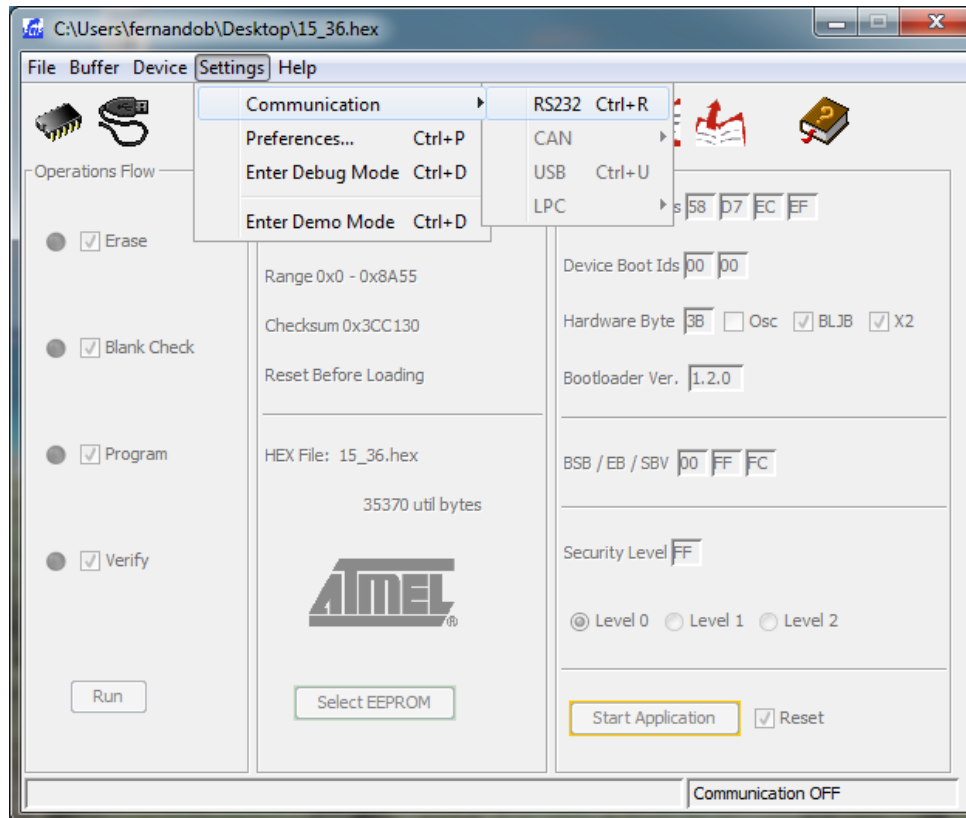 C:\Users\fernandob\Desktop\15_36.hex
File Buffer Device Settings Help
Communication
Preferences... Ctrl+P
Enter Debug Mode Ctrl+D
Enter Demo Mode Ctrl+D
RS232 Ctrl+R
CAN
USB Ctrl+U
LPC
Operations Flow
Erase
Blank Check
Program
Verify
Run
Range 0x0 - 0x8A55
Checksum 0x3CC130
Reset Before Loading
HEX File: 15_36.hex
35370 util bytes
ATMEL
®
Select EEPROM
s 58 D7 EC EF
Device Boot Ids 00 00
Hardware Byte 3B Osc BLJB X2
Bootloader Ver. 1.2.0
BSB / EB / SBV 00 FF FC
Security Level FF
Level 0 Level 1 Level 2
Start Application Reset
Communication OFF